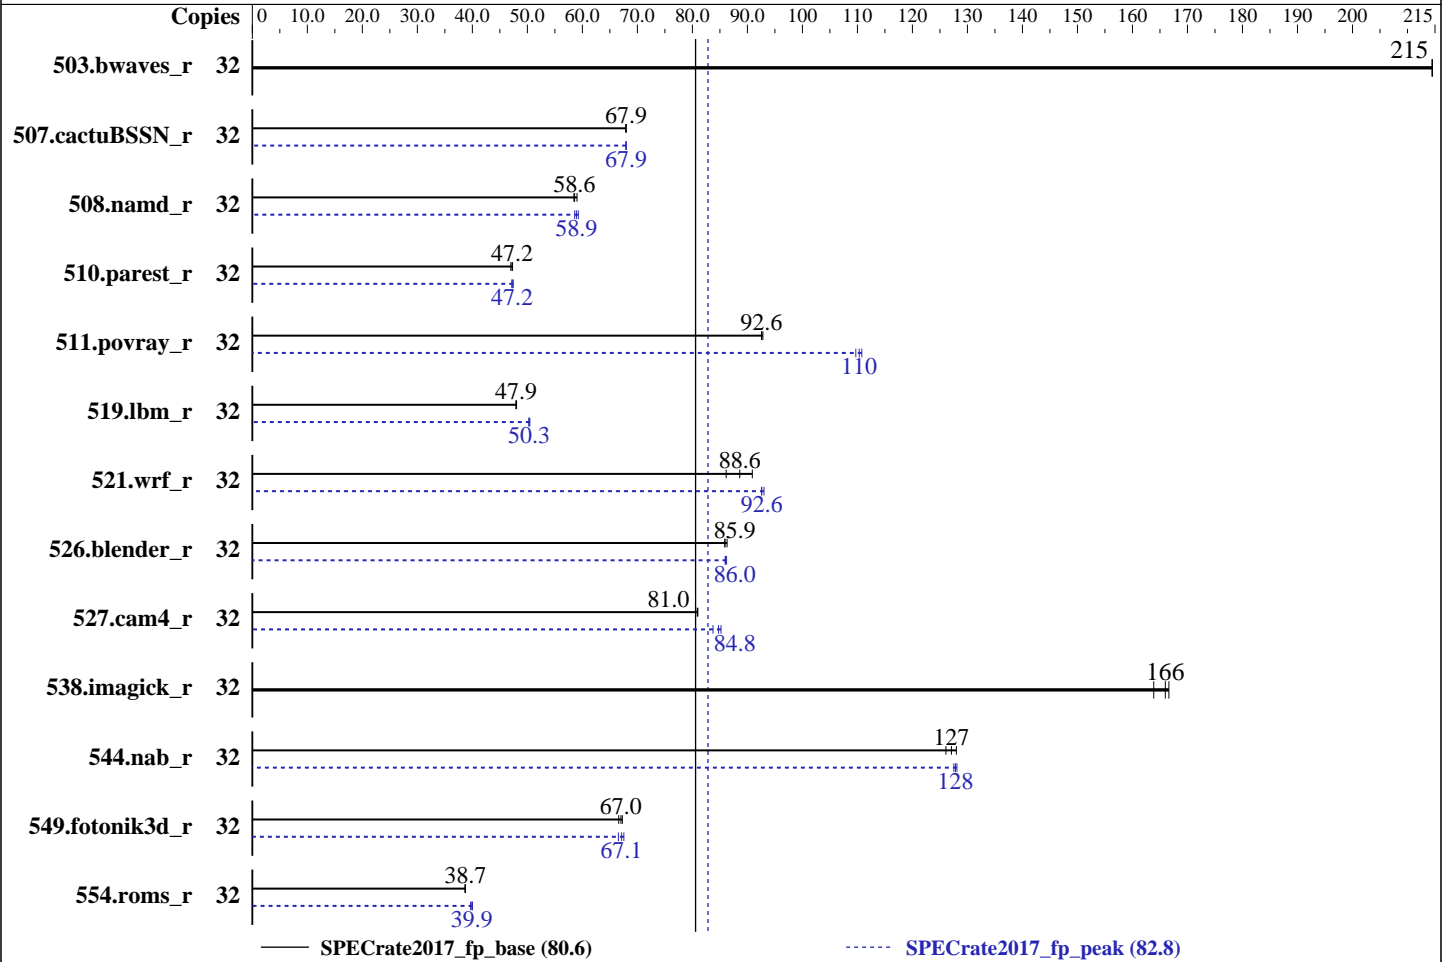 Copies 0 10.0 20.0 30.0 40.0 50.0 60.0 70.0 80.0 90.0 100 110 120 130 140 150 160 170 180 190 200 215
503.bwaves_r 32 215
507.cactuBSSN_r 32 67.9
67.9
508.namd_r 32 58.6
58.9
510.parest_r 32 47.2
47.2
511.povray_r 32 92.6
110
519.lbm_r 32 47.9
50.3
521.wrf_r 32 88.6
92.6
526.blender_r 32 85.9
86.0
527.cam4_r 32 81.0
84.8
538.imagick_r 32 166
544.nab_r 32 127
128
549.fotonik3d_r 32 67.0
67.1
554.roms_r 32 38.7
39.9
SPECrate2017_fp_base (80.6) SPECrate2017_fp_peak (82.8)